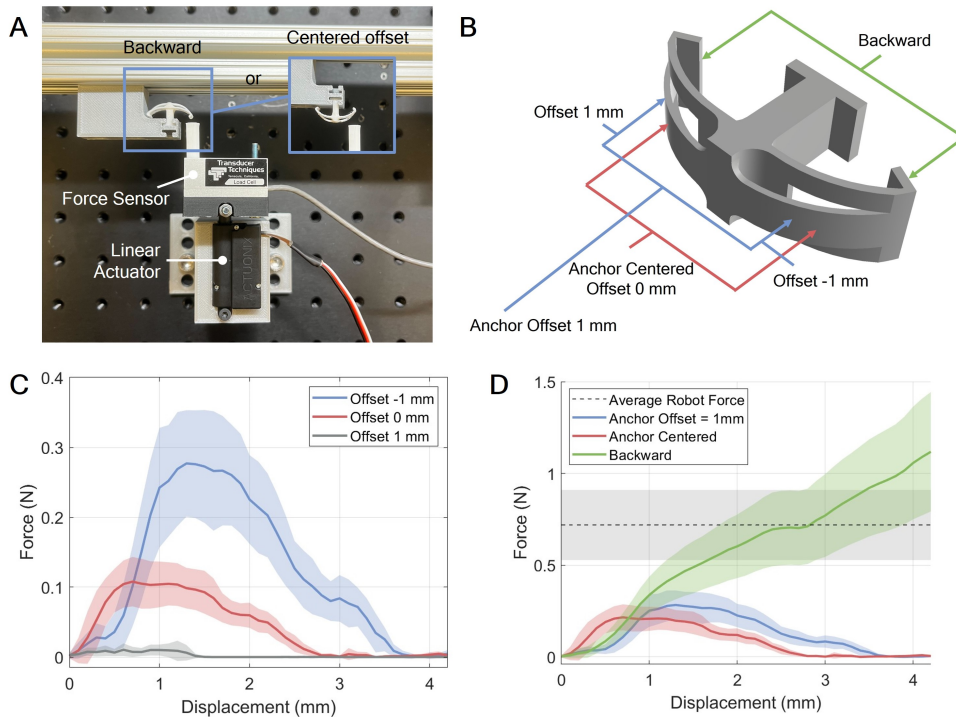 A
Backward
or
Centered offset
Transducer
Techniques
Load Cell
Force Sensor
Linear
Actuator
ACTUONIX
B
Backward
Offset 1 mm
Anchor Centered
Offset 0 mm
Offset -1 mm
Anchor Offset 1 mm
C
Force (N)
0.4
0.3
0.2
0.1
0
0
1
2
3
4
Displacement (mm)
Offset -1 mm
Offset 0 mm
Offset 1 mm
D
Force (N)
1.5
1
0.5
0
0
1
2
3
4
Displacement (mm)
Average Robot Force
Anchor Offset = 1mm
Anchor Centered
Backward